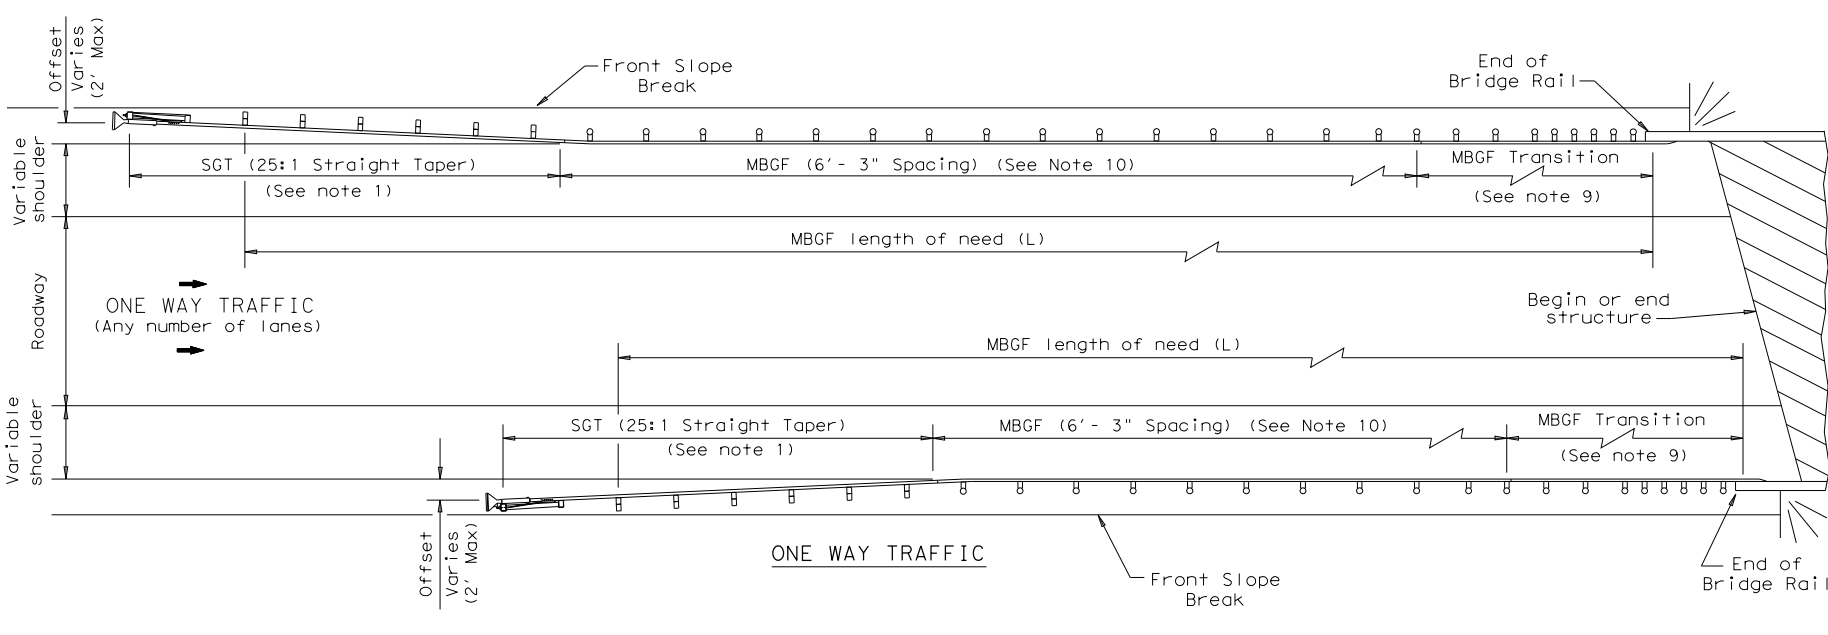 Offset
Varies
(2' Max)
Front Slope
Break
End of
Bridge Rail
Variable
shoulder
SGT (25:1 Straight Taper)
(See note 1)
MBGF (6'- 3" Spacing) (See Note 10)
MBGF Transition
(See note 9)
MBGF length of need (L)
Roadway
ONE WAY TRAFFIC
(Any number of lanes)
Begin or end
structure
MBGF length of need (L)
Variable
shoulder
SGT (25:1 Straight Taper)
(See note 1)
MBGF (6'- 3" Spacing) (See Note 10)
MBGF Transition
(See note 9)
Offset
Varies
(2' Max)
ONE WAY TRAFFIC
Front Slope
Break
End of
Bridge Rail